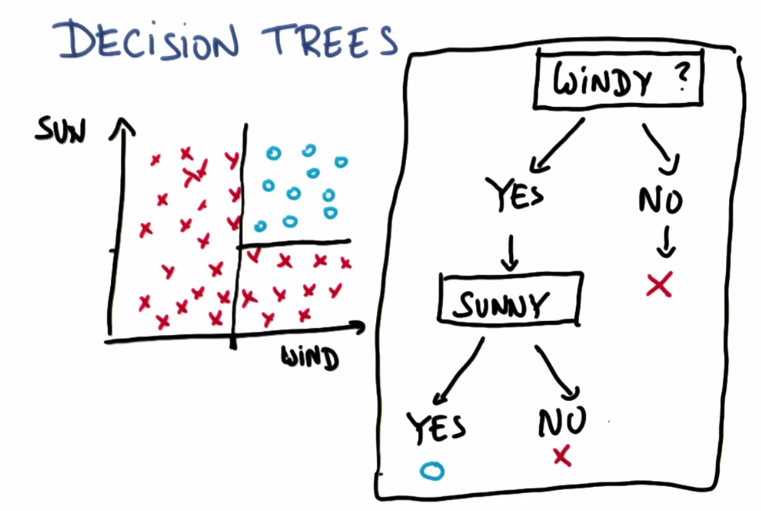 DECISION TREES
SUN
WIND
WINDY ?
YES
NO
SUNNY
YES
NO